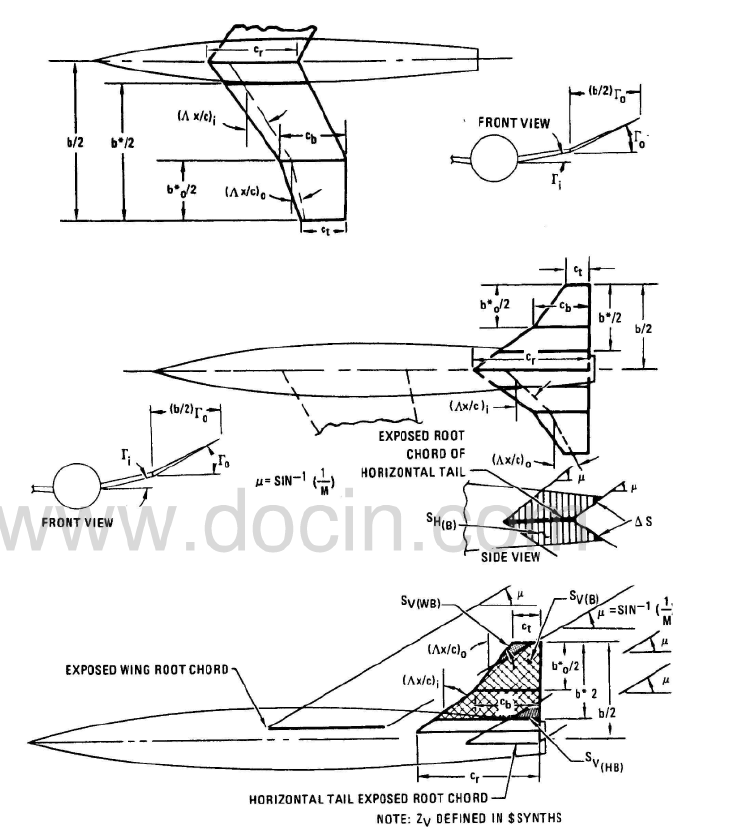 c_r
(Λx/c)_i
c_b
b/2
b*/2
b*_o/2
(Λx/c)_o
c_t
(b/2)Γ_o
FRONT VIEW
Γ_o
Γ_i
c_t
b*_o/2
c_b
b*/2
b/2
c_r
(Λx/c)_i
EXPOSED ROOT
CHORD OF
HORIZONTAL TAIL
(Λx/c)_o
(b/2)Γ_o
Γ_i
Γ_o
FRONT VIEW
μ=SIN⁻¹ (1/M)
μ
μ
S_H(B)
ΔS
SIDE VIEW
www.docin.com
S_V(WB)
μ
S_V(B)
μ=SIN⁻¹ (1/M)
c_t
(Λx/c)_o
(Λx/c)_i
b*_o/2
b* 2
b/2
μ
μ
c_b
EXPOSED WING ROOT CHORD
S_V(HB)
c_r
HORIZONTAL TAIL EXPOSED ROOT CHORD
NOTE: Z_V DEFINED IN $SYNTHS